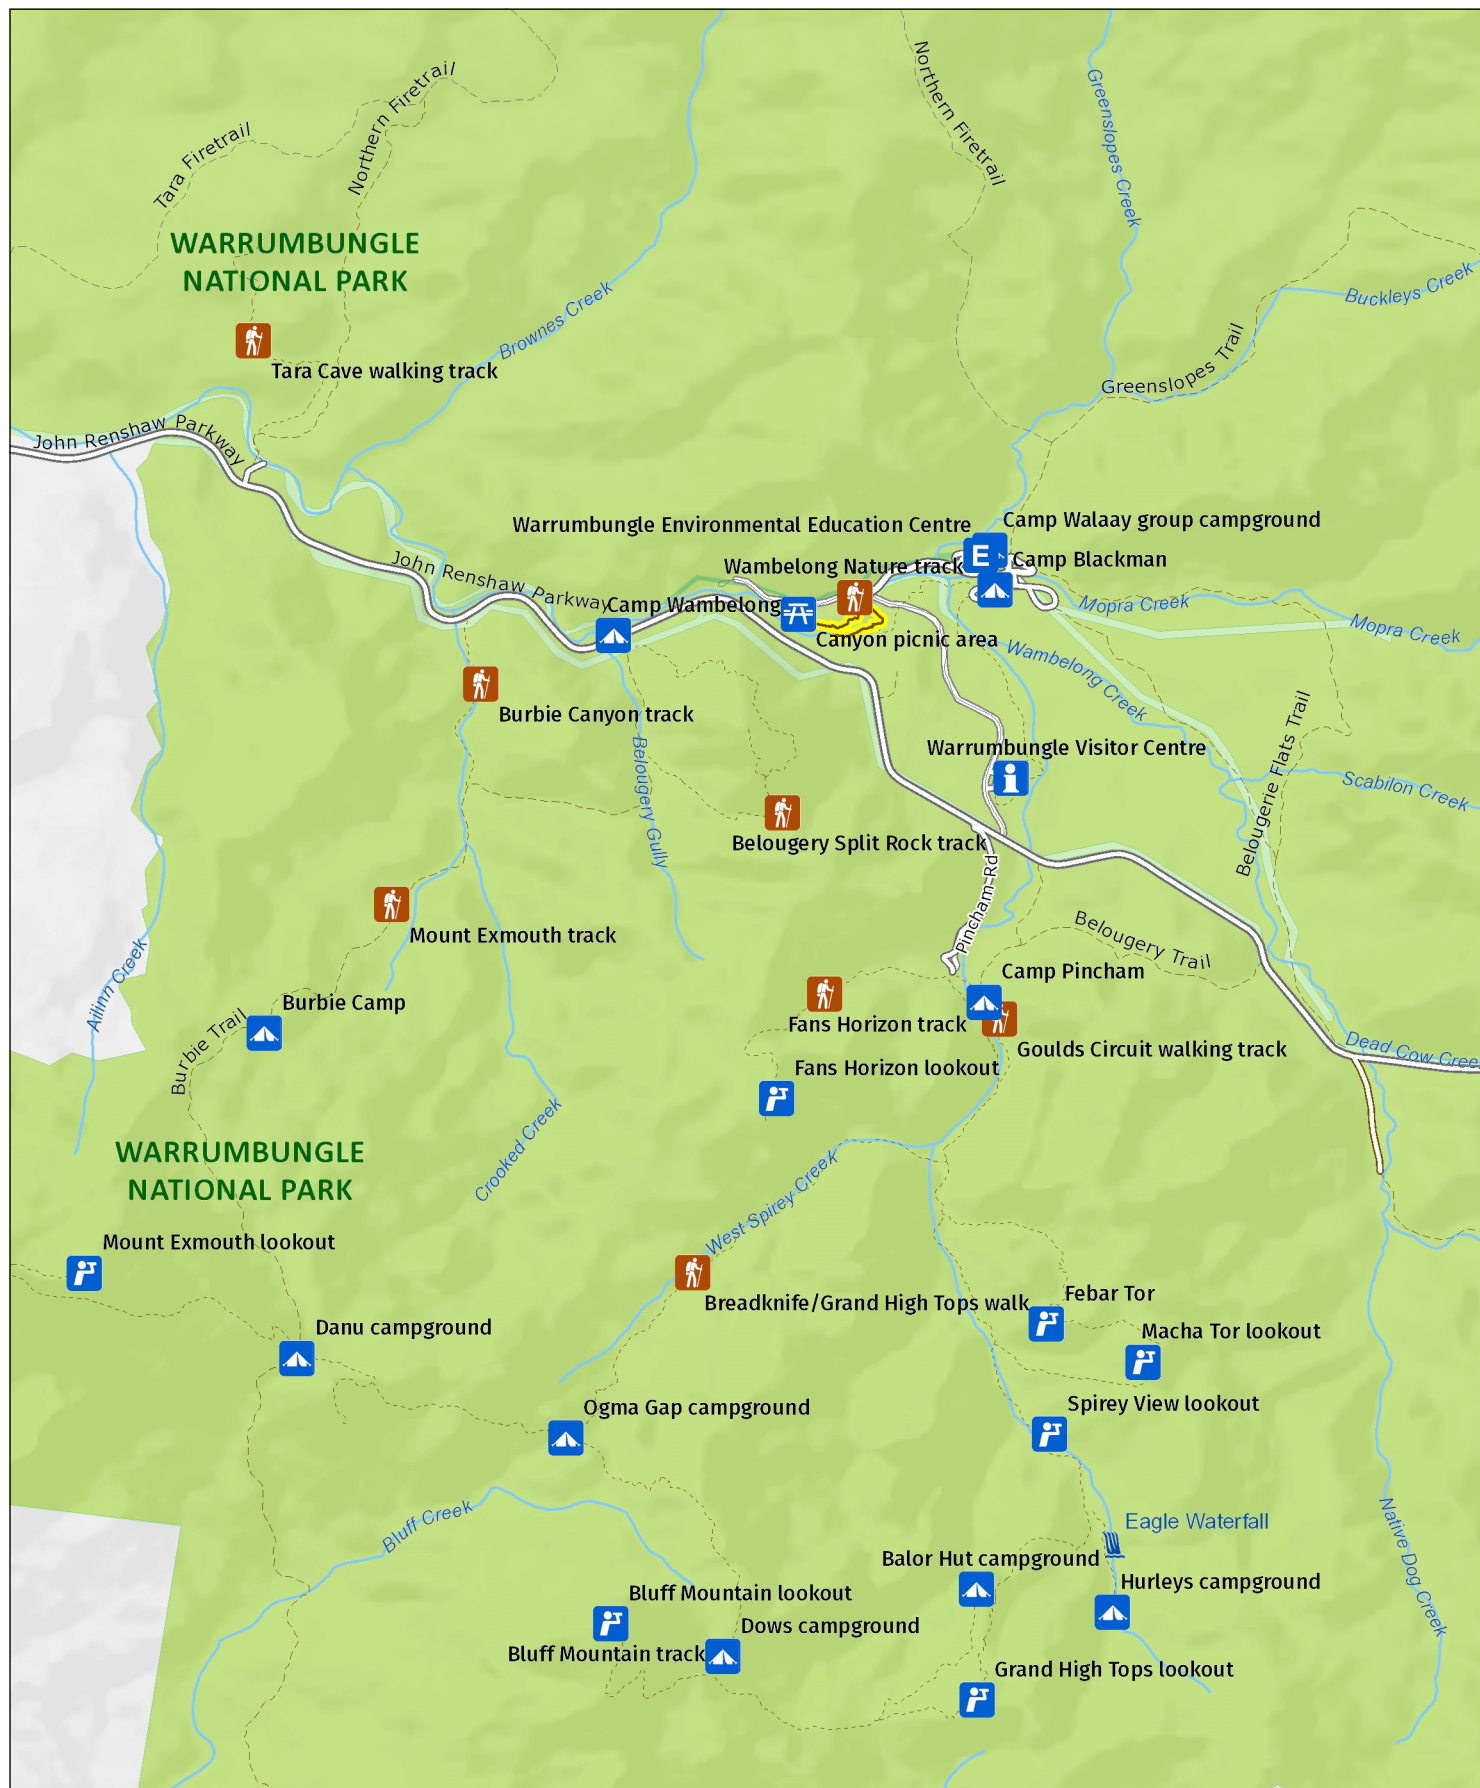 Northern Firetrail
Northern Firetrail
Greenslopes Creek
Tara Firetrail
WARRUMBUNGLE
NATIONAL PARK
Buckleys Creek
Brownes Creek
Greenslopes Trail
Tara Cave walking track
John Renshaw Parkway
Warrumbungle Environmental Education Centre
Camp Walaay group campground
E
Camp Blackman
Wambelong Nature track
John Renshaw Parkway
Camp Wambelong
Mopra Creek
Mopra Creek
Canyon picnic area
Wambelong Creek
Burbie Canyon track
Belougerie Flats Trail
Warrumbungle Visitor Centre
Belougery Gully
Scabilon Creek
Belougery Split Rock track
Pincham Rd
Mount Exmouth track
Belougery Trail
Ailinn Creek
Camp Pincham
Burbie Camp
Burbie Trail
Fans Horizon track
Goulds Circuit walking track
Dead Cow Creek
Fans Horizon lookout
Crooked Creek
WARRUMBUNGLE
NATIONAL PARK
West Spirey Creek
Mount Exmouth lookout
Breadknife/Grand High Tops walk
Febar Tor
Danu campground
Macha Tor lookout
Ogma Gap campground
Spirey View lookout
Bluff Creek
Eagle Waterfall
Native Dog Creek
Balor Hut campground
Hurleys campground
Bluff Mountain lookout
Dows campground
Bluff Mountain track
Grand High Tops lookout